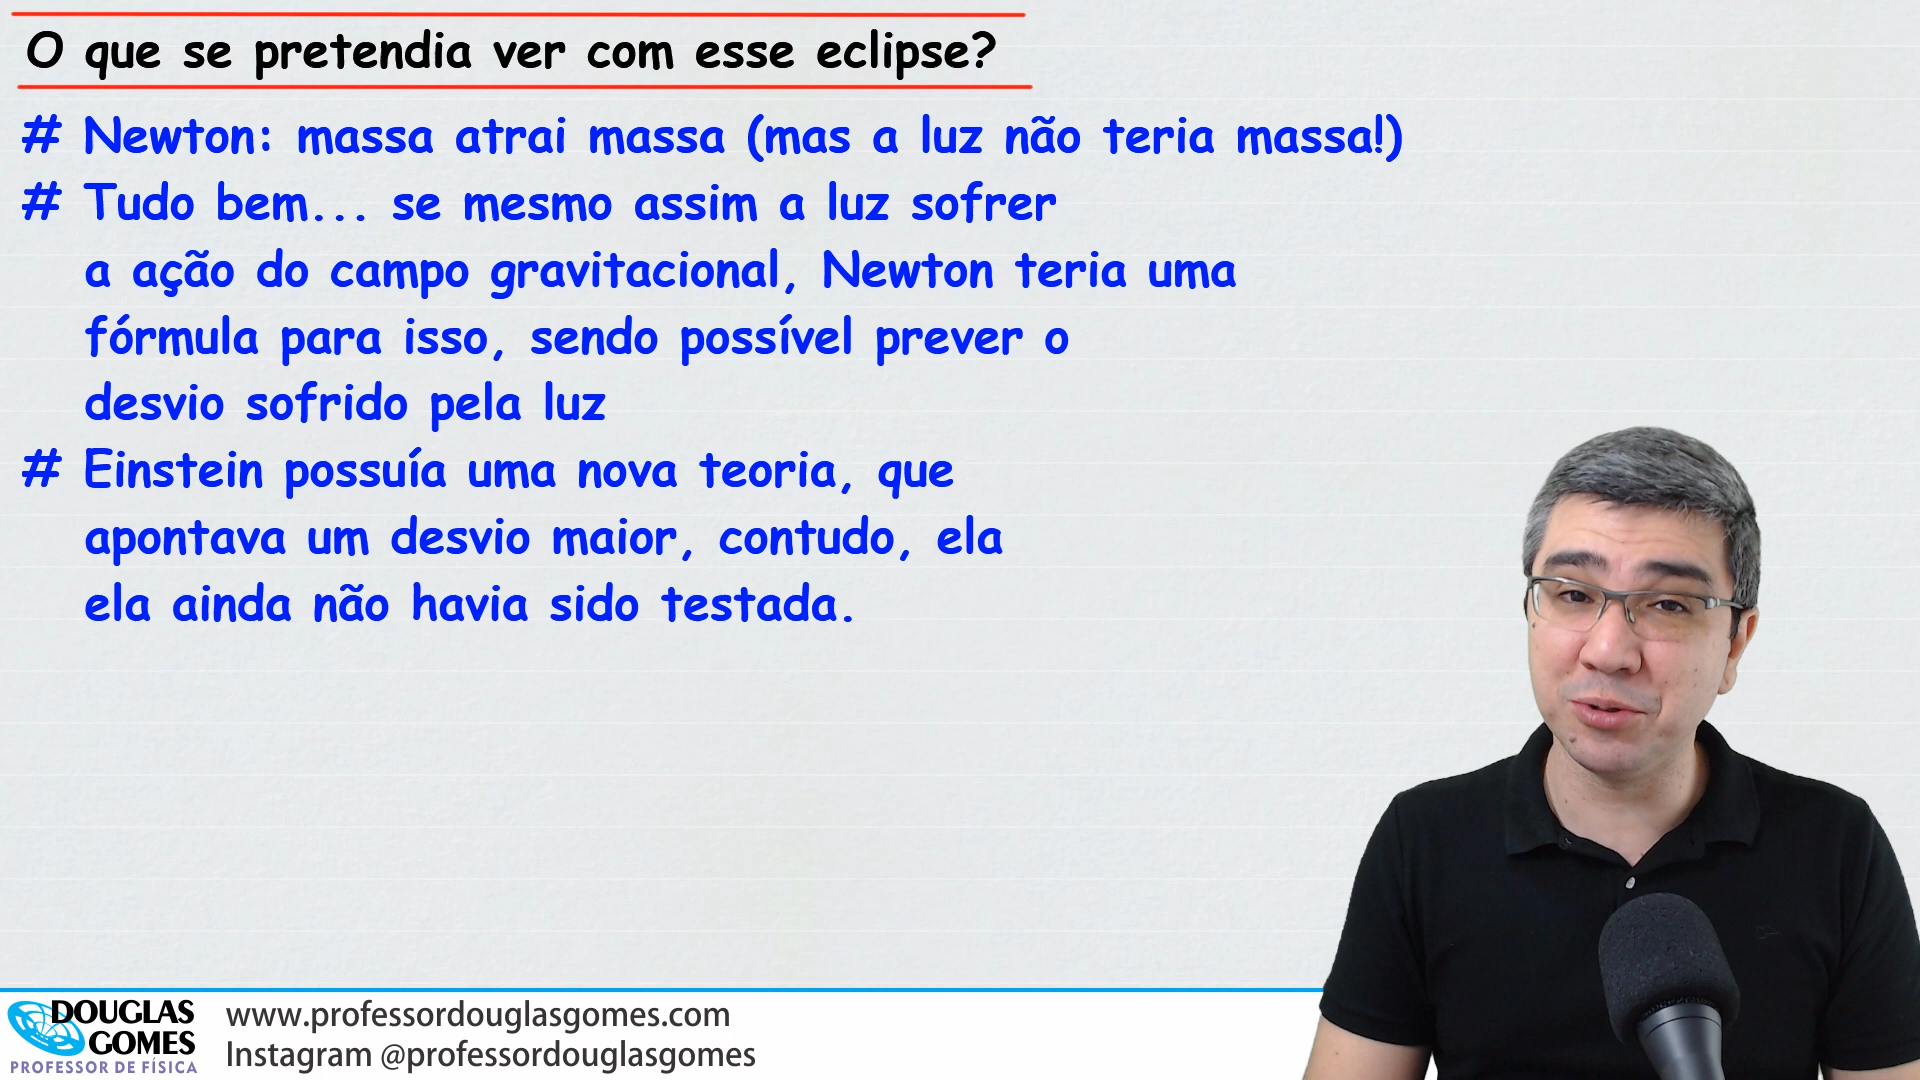 O que se pretendia ver com esse eclipse?
# Newton: massa atrai massa (mas a luz não teria massa!)
# Tudo bem... se mesmo assim a luz sofrer
a ação do campo gravitacional, Newton teria uma
fórmula para isso, sendo possível prever o
desvio sofrido pela luz
# Einstein possuía uma nova teoria, que
apontava um desvio maior, contudo, ela
ela ainda não havia sido testada.
DOUGLAS
GOMES
PROFESSOR DE FÍSICA
www.professordouglasgomes.com
Instagram @professordouglasgomes